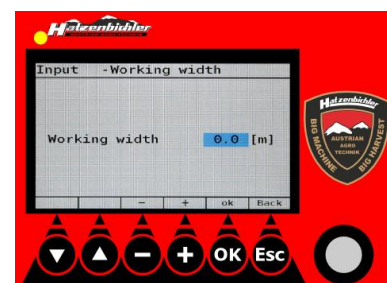 Hatzenbichler
Input -Working width
Working width 0.0 [m]
- + ok Back
OK Esc
Hatzenbichler
BIG MACHINE
AUSTRIAN
AGRO
TECHNIK
BIG HARVEST